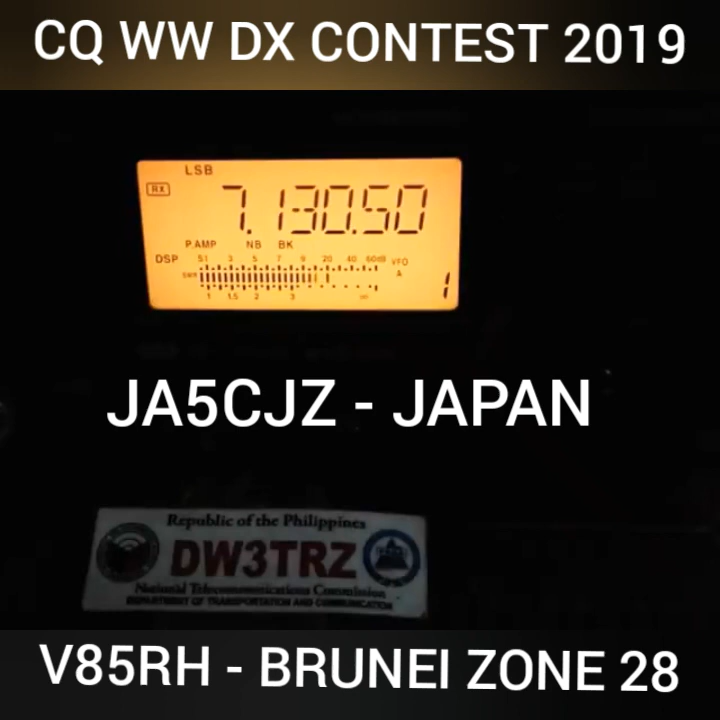 CQ WW DX CONTEST 2019
LSB
RX 7.130.50
P.AMP NB BK
DSP S1 3 5 7 9 20 40 60dB VFO
SWR A
1 1.5 2 3 ∞ 1
JA5CJZ - JAPAN
Republic of the Philippines
DW3TRZ
National Telecommunications Commission
DEPARTMENT OF TRANSPORTATION AND COMMUNICATION
V85RH - BRUNEI ZONE 28